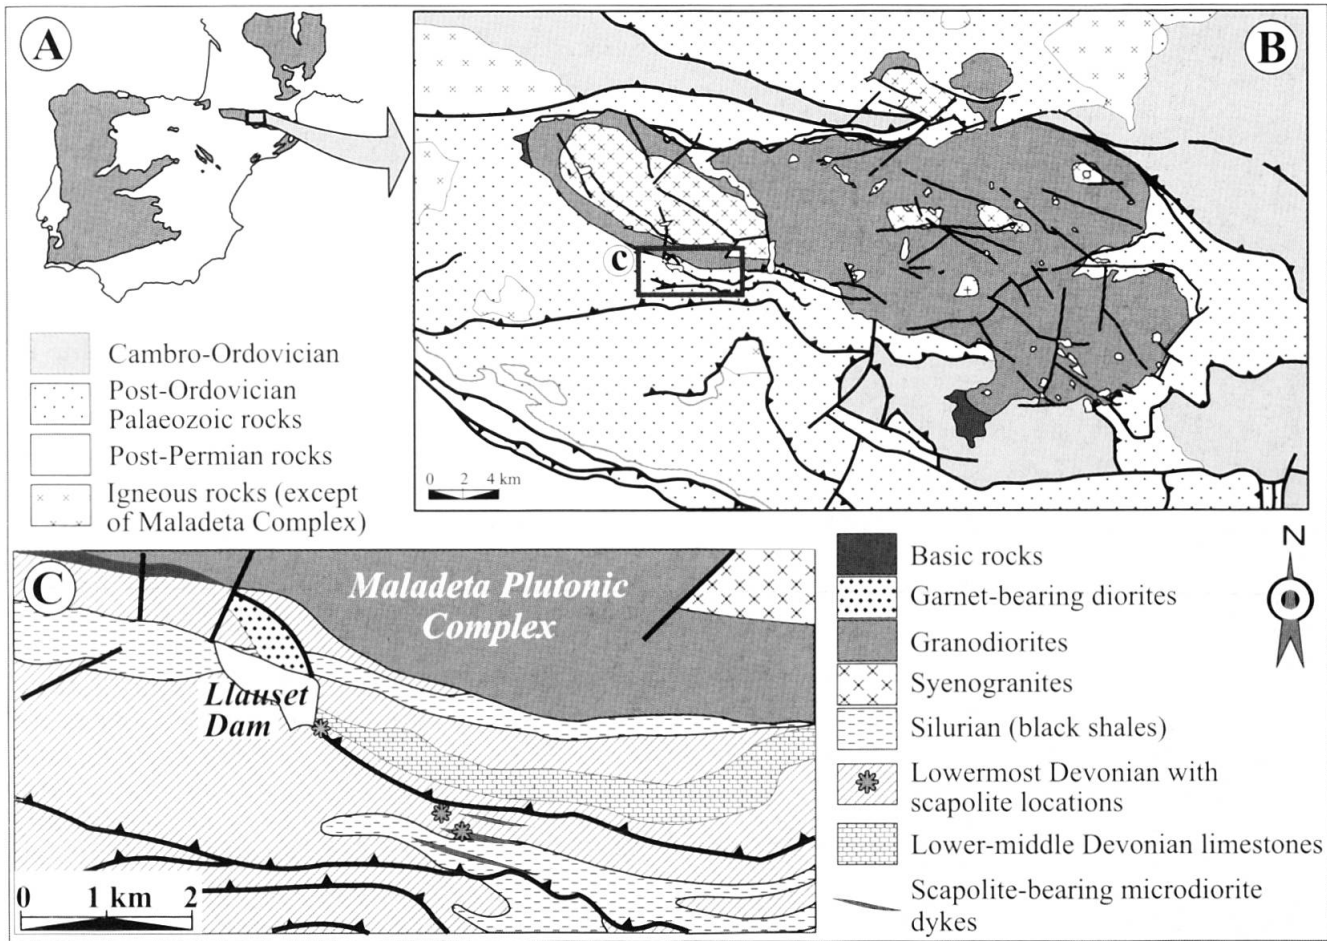 A
B
c
Cambro-Ordovician
Post-Ordovician
Palaeozoic rocks
Post-Permian rocks
Igneous rocks (except
of Maladeta Complex)
0 2 4 km
C
Maladeta Plutonic
Complex
Llauset
Dam
0 1 km 2
N
Basic rocks
Garnet-bearing diorites
Granodiorites
Syenogranites
Silurian (black shales)
Lowermost Devonian with
scapolite locations
Lower-middle Devonian limestones
Scapolite-bearing microdiorite
dykes